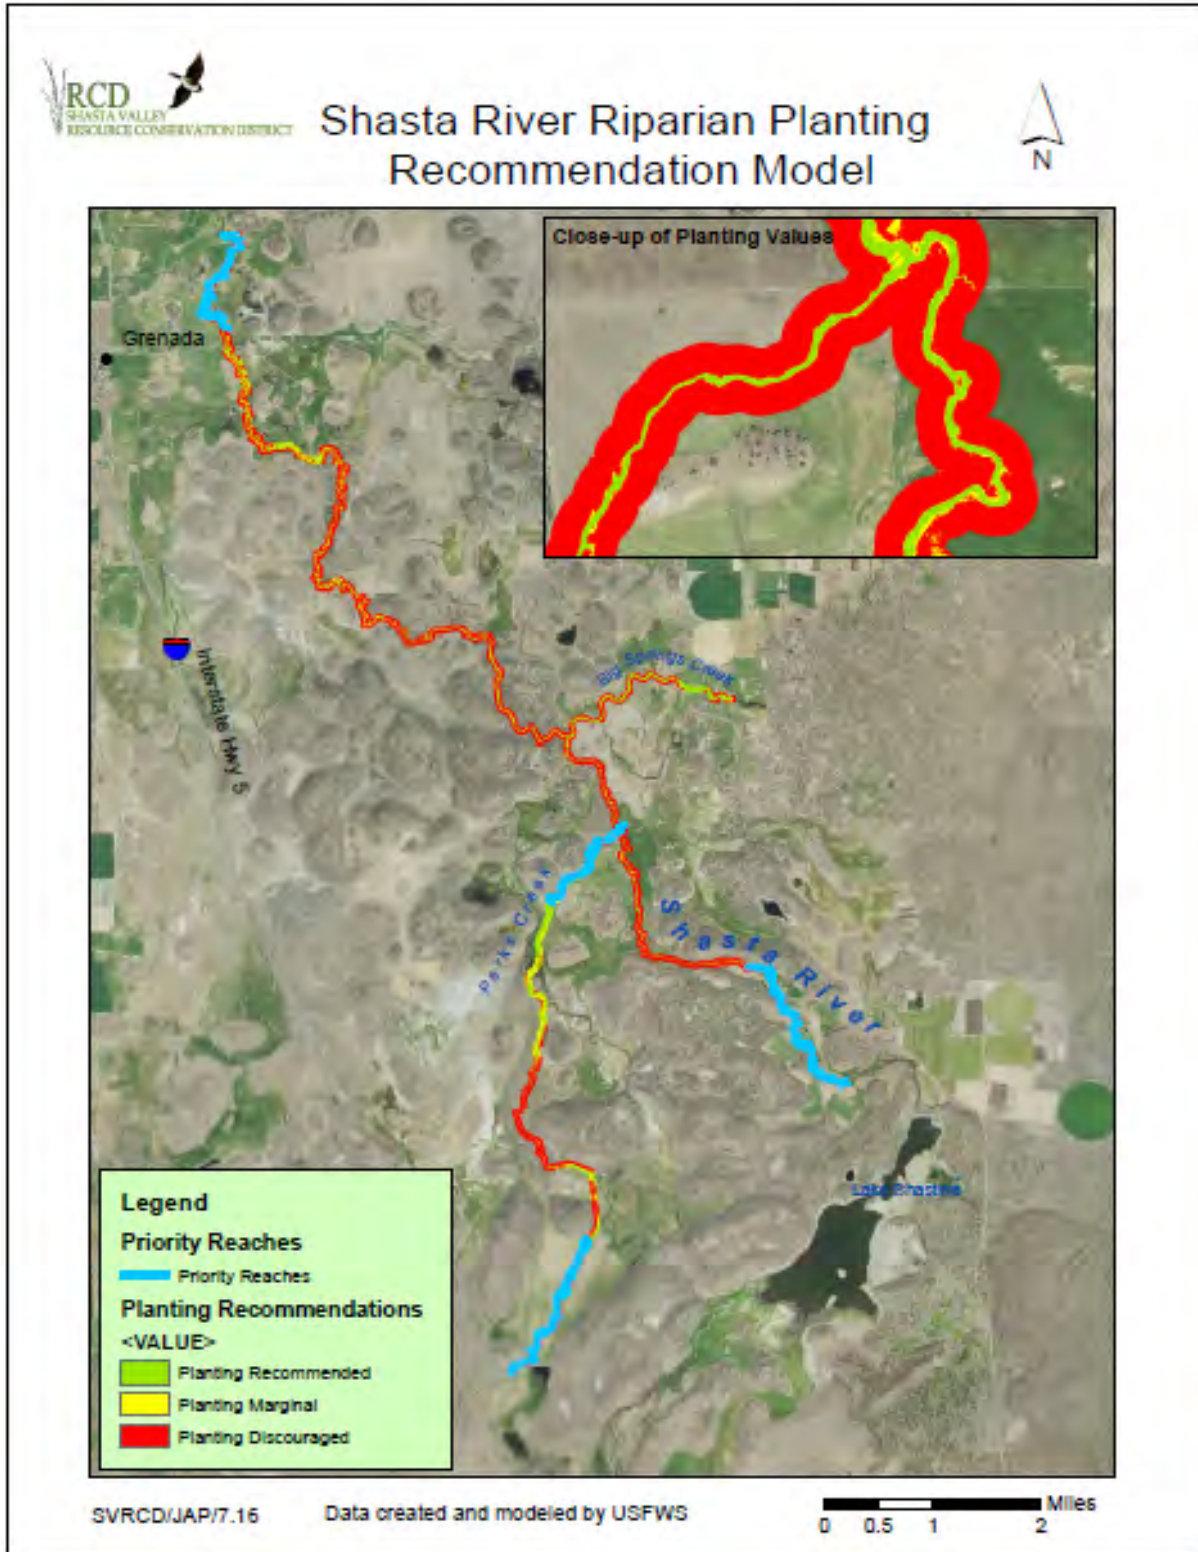 RCD
SHASTA VALLEY
RESOURCE CONSERVATION DISTRICT
Shasta River Riparian Planting
Recommendation Model
N
Close-up of Planting Values
Grenada
Interstate Hwy 5
Big Springs Creek
Parks Creek
Shasta River
Lake Shastina
Legend
Priority Reaches
Priority Reaches
Planting Recommendations
<VALUE>
Planting Recommended
Planting Marginal
Planting Discouraged
SVRCD/JAP/7.16
Data created and modeled by USFWS
Miles
0 0.5 1 2